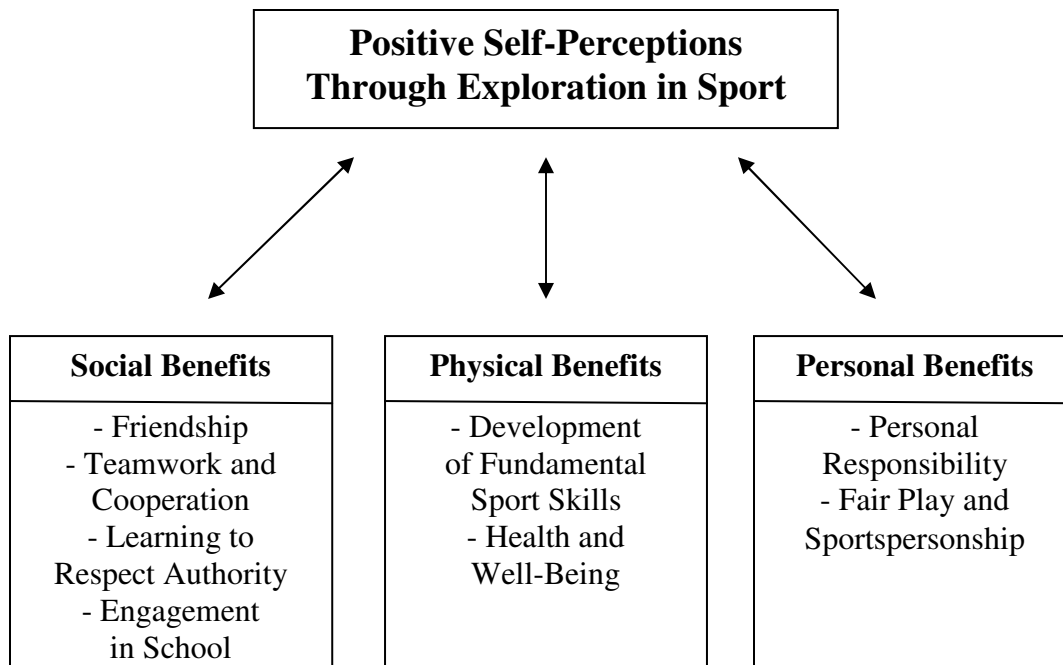 Positive Self-Perceptions
Through Exploration in Sport
Social Benefits
- Friendship
- Teamwork and
Cooperation
- Learning to
Respect Authority
- Engagement
in School
Physical Benefits
- Development
of Fundamental
Sport Skills
- Health and
Well-Being
Personal Benefits
- Personal
Responsibility
- Fair Play and
Sportspersonship